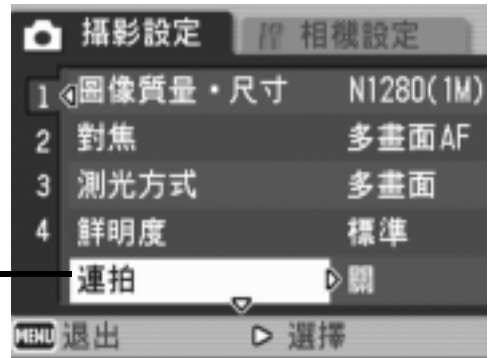 攝影設定 相機設定
1 圖像質量・尺寸 N1280(1M)
2 對焦 多畫面AF
3 測光方式 多畫面
4 鮮明度 標準
連拍 關
MENU 退出 選擇